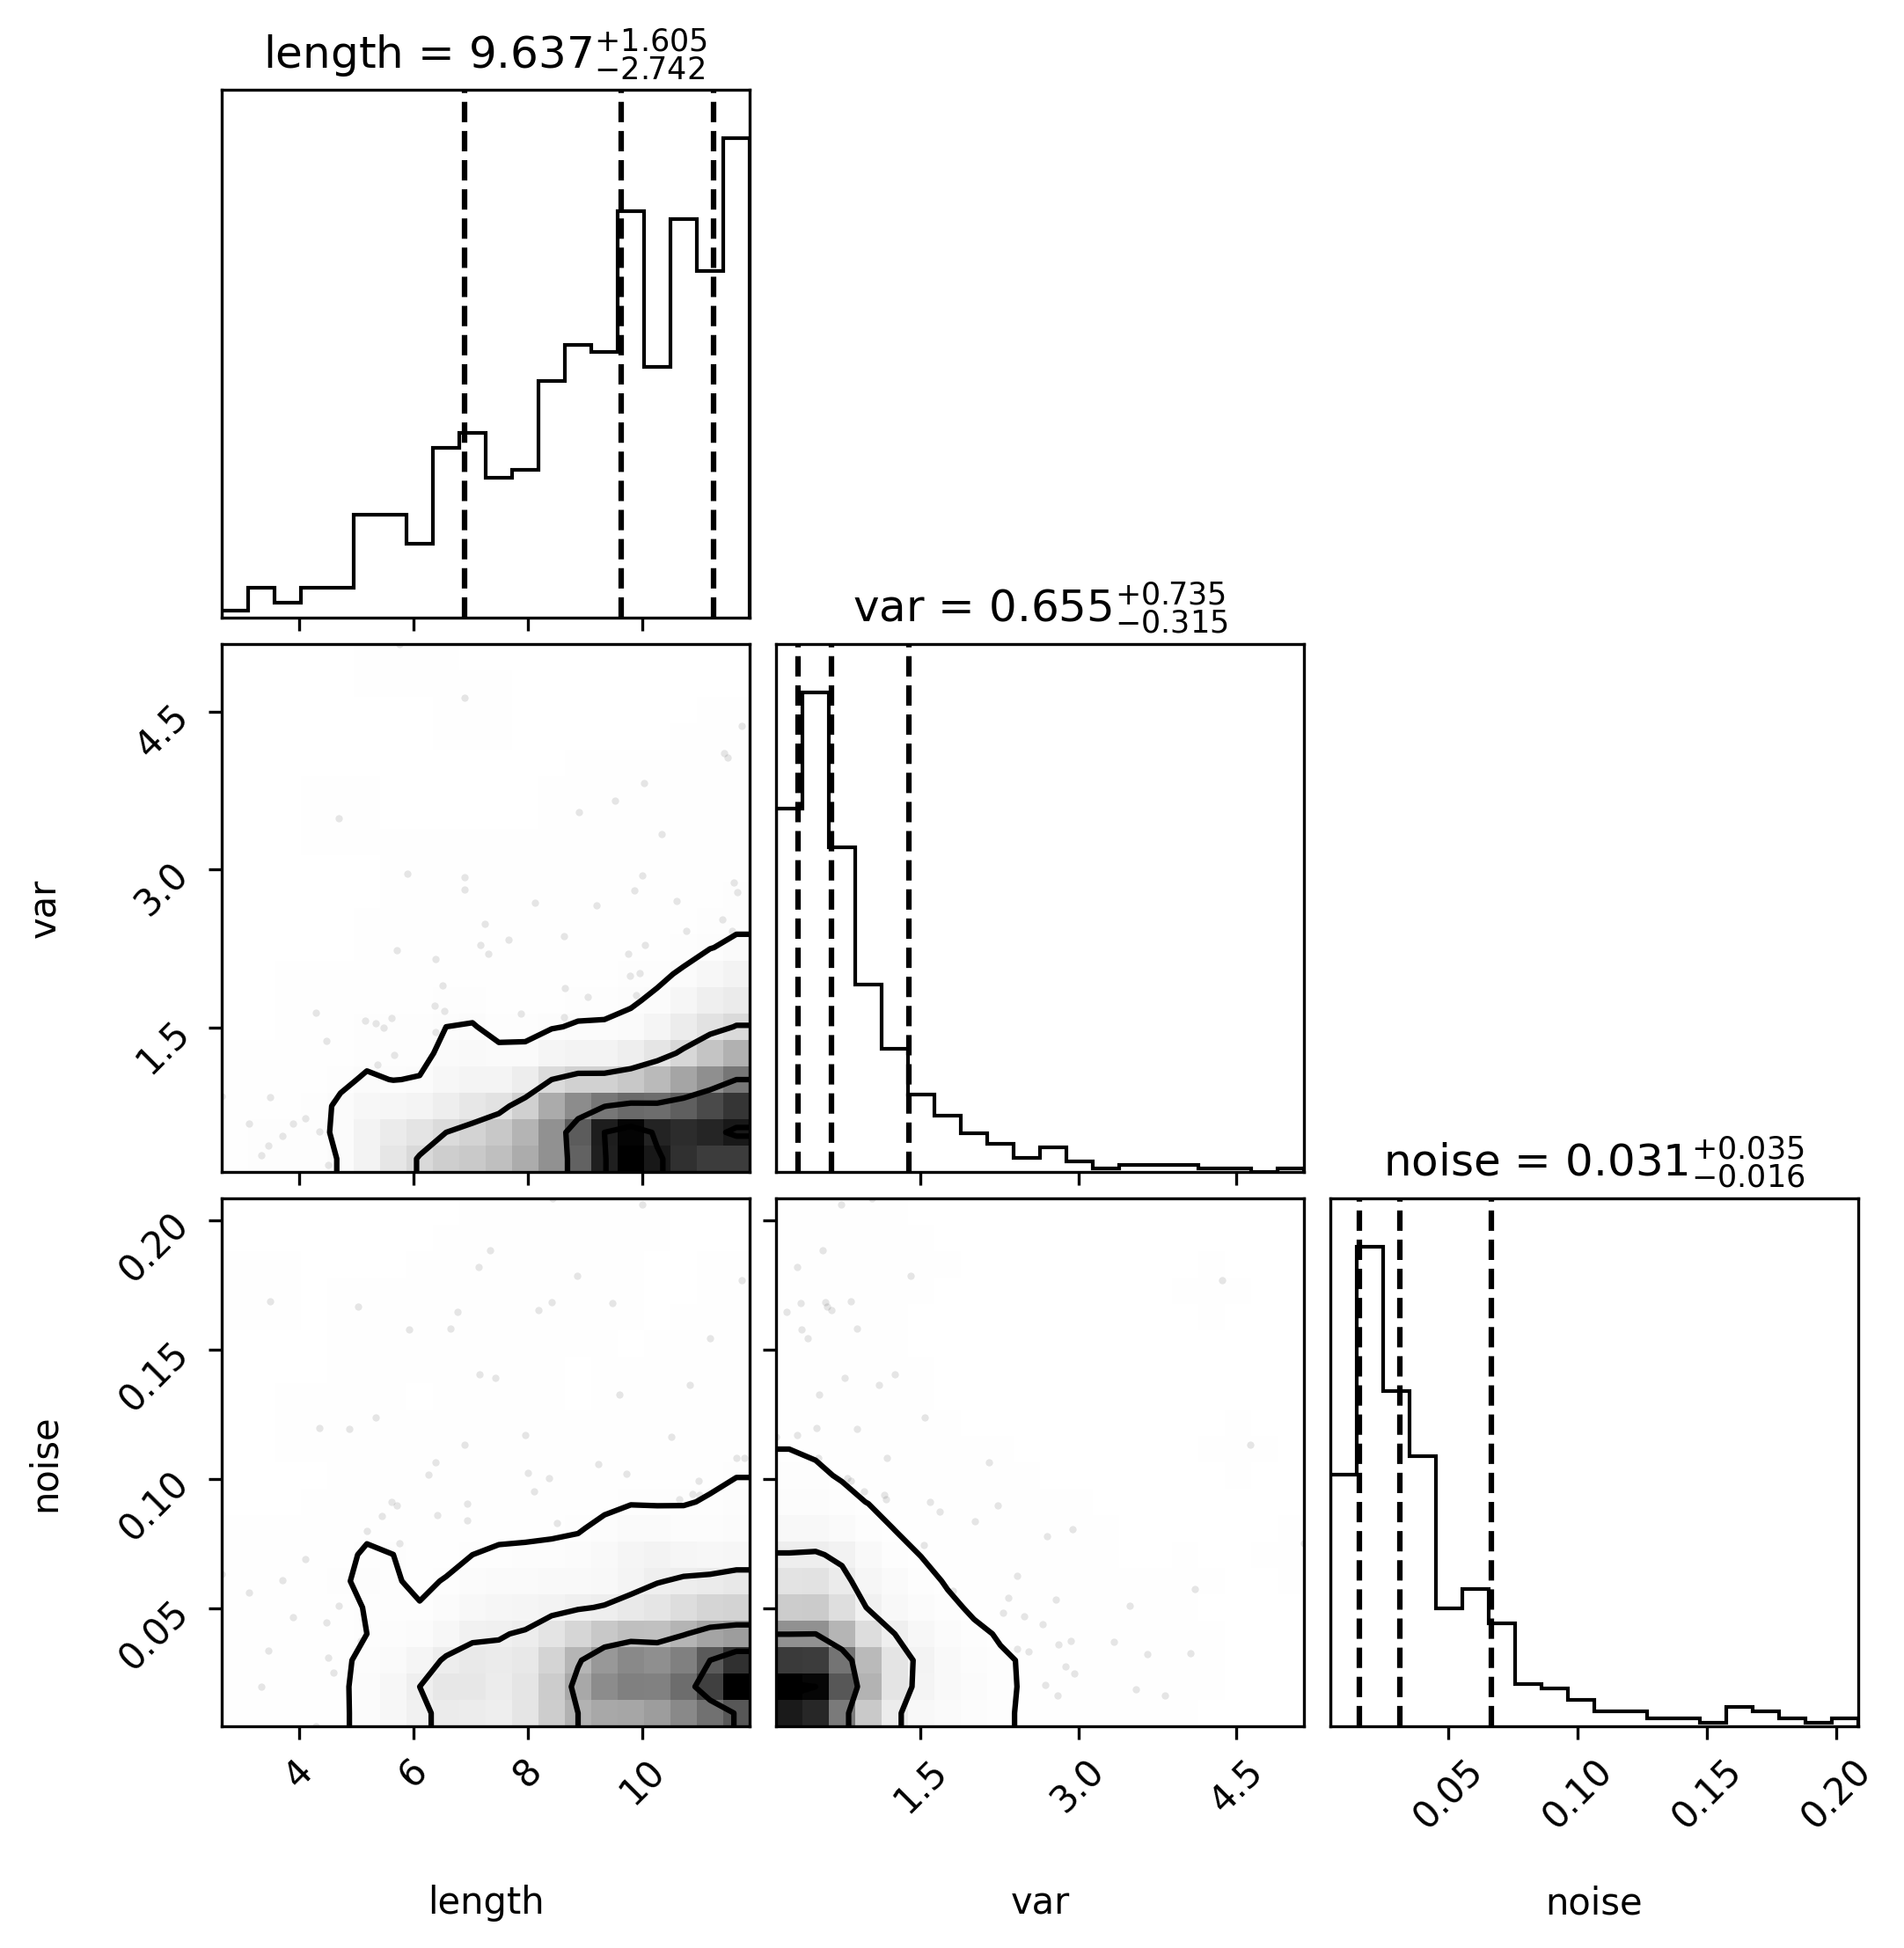 length = 9.637 +1.605 −2.742
var = 0.655 +0.735 −0.315
4.5
3.0
1.5
var
noise = 0.031 +0.035 −0.016
0.20
0.15
0.10
0.05
noise
4 6 8 10 1.5 3.0 4.5 0.05 0.10 0.15 0.20
length var noise